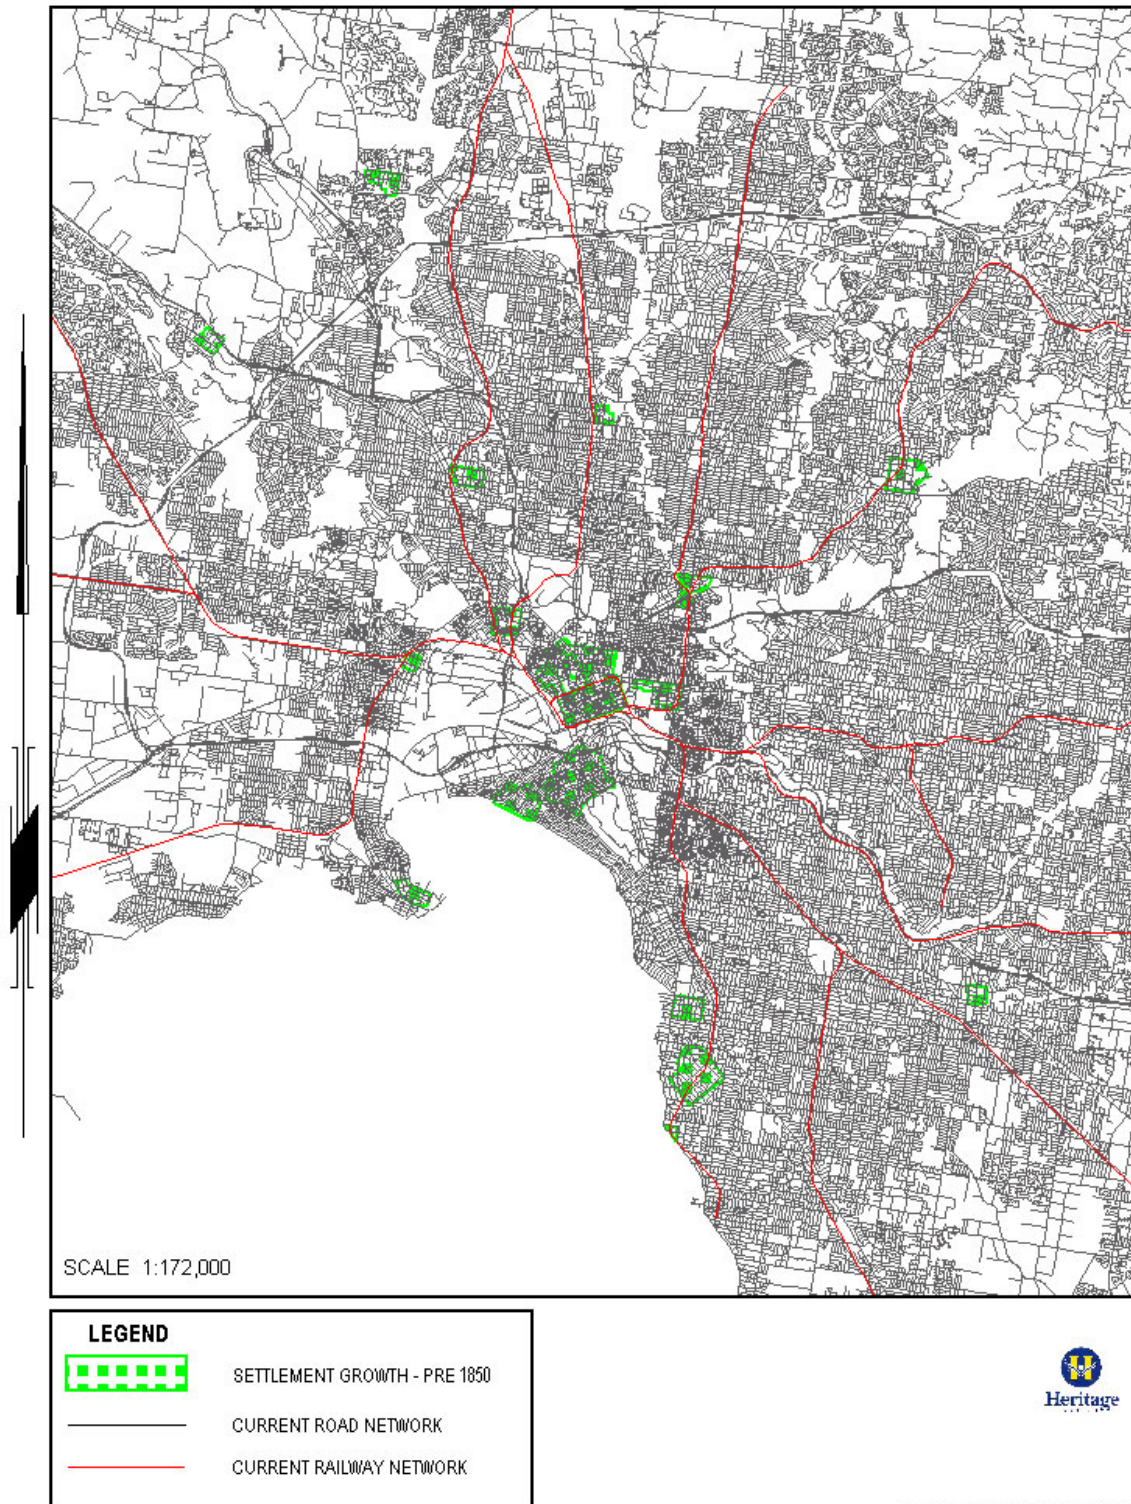 SCALE 1:172,000
LEGEND
SETTLEMENT GROWTH - PRE 1850
CURRENT ROAD NETWORK
CURRENT RAILWAY NETWORK
H
Heritage